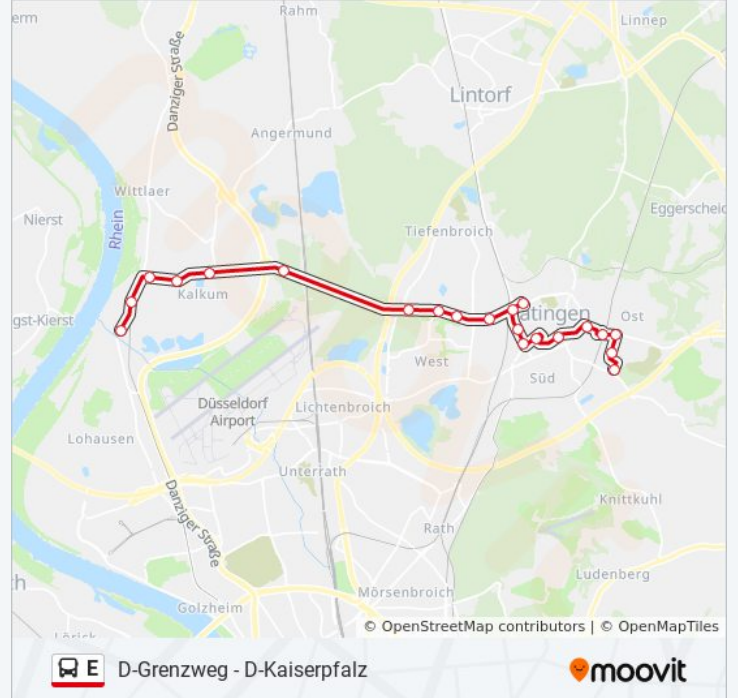 erm
Rahm
Linnep
Danziger Straße
Lintorf
Angermund
Wittlaer
Eggerscheid
Nierst
Rhein
Tiefenbroich
Kalkum
gst-Kierst
atingen
Ost
West
Süd
Düsseldorf
Airport
Lichtenbroich
Lohausen
Unterrath
Knittkuhl
Danziger Straße
Rath
Ludenberg
h
Mörsenbroich
Golzheim
Lörick
© OpenStreetMap contributors | © OpenMapTiles
E D-Grenzweg - D-Kaiserpfalz
moovit